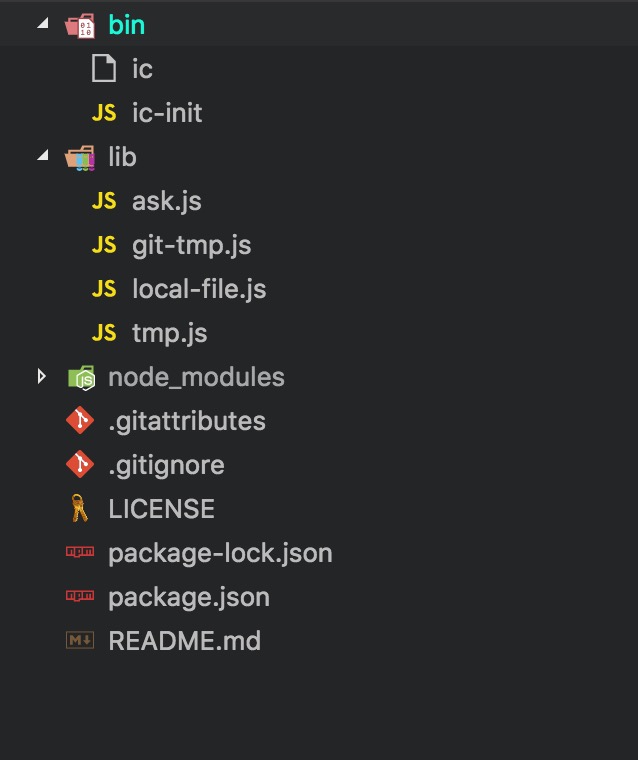 bin
ic
JS ic-init
lib
JS ask.js
JS git-tmp.js
JS local-file.js
JS tmp.js
node_modules
.gitattributes
.gitignore
LICENSE
package-lock.json
package.json
README.md